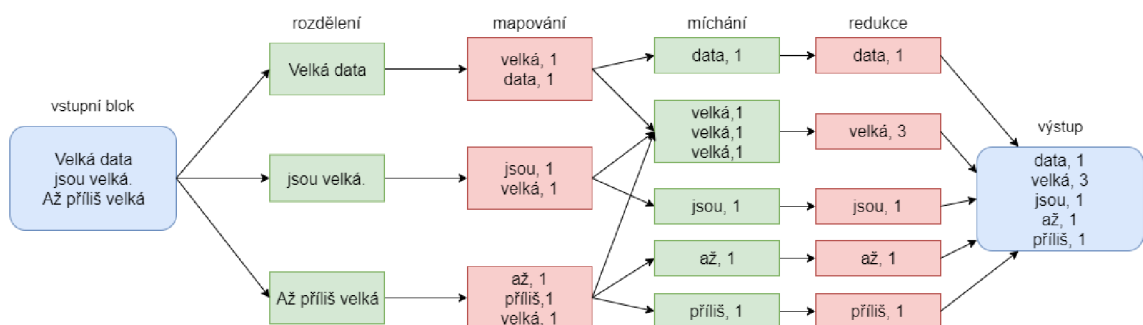 rozdělení
mapování
míchání
redukce
vstupní blok
výstup
Velká data
jsou velká.
Až příliš velká
Velká data
jsou velká.
Až příliš velká
velká, 1
data, 1
jsou, 1
velká, 1
až, 1
příliš,1
velká, 1
data, 1
velká,1
velká,1
velká,1
jsou, 1
až, 1
příliš, 1
data, 1
velká, 3
jsou, 1
až, 1
příliš, 1
data, 1
velká, 3
jsou, 1
až, 1
příliš, 1